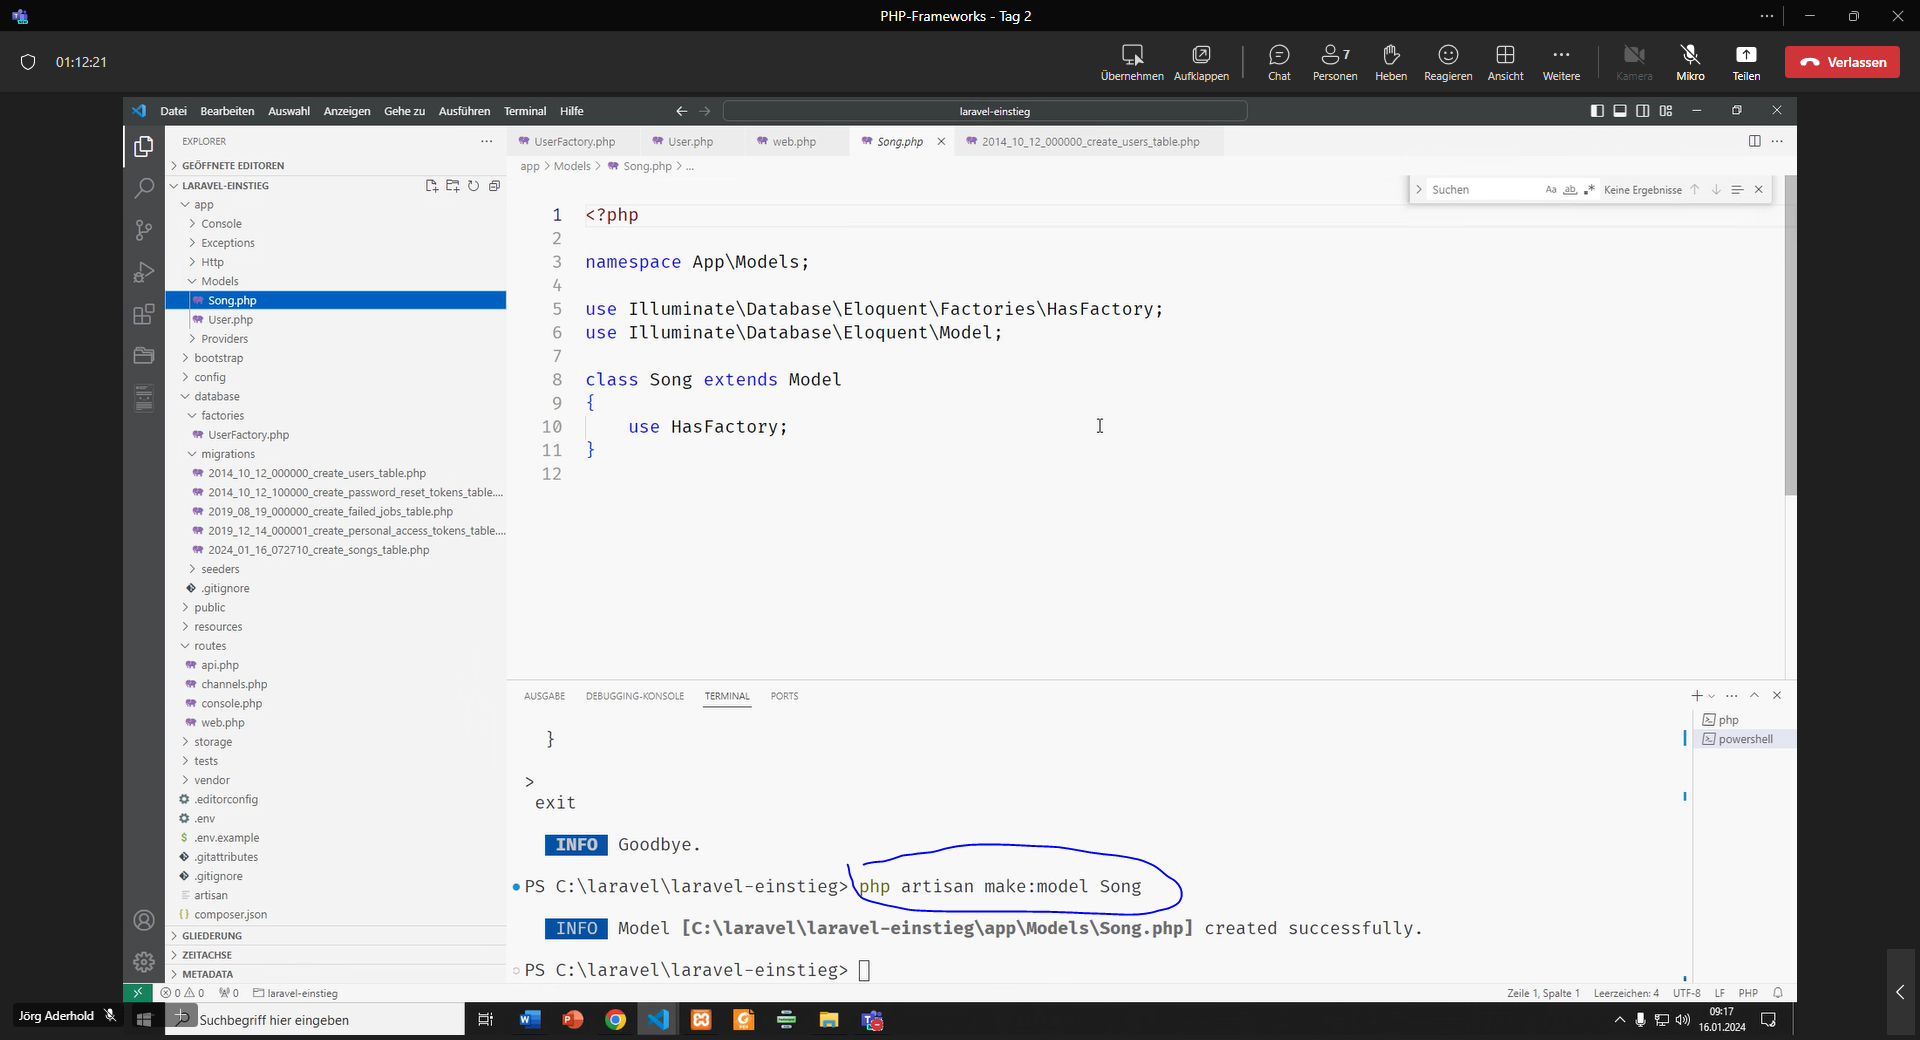 PHP-Frameworks - Tag 2
01:12:21
Übernehmen
Aufklappen
Chat
7
Personen
Heben
Reagieren
Ansicht
Weitere
Kamera
Mikro
Teilen
Verlassen
Datei Bearbeiten Auswahl Anzeigen Gehe zu Ausführen Terminal Hilfe
laravel-einstieg
EXPLORER
GEÖFFNETE EDITOREN
LARAVEL-EINSTIEG
app
Console
Exceptions
Http
Models
Song.php
User.php
Providers
bootstrap
config
database
factories
UserFactory.php
migrations
2014_10_12_000000_create_users_table.php
2014_10_12_100000_create_password_reset_tokens_table....
2019_08_19_000000_create_failed_jobs_table.php
2019_12_14_000001_create_personal_access_tokens_table....
2024_01_16_072710_create_songs_table.php
seeders
.gitignore
public
resources
routes
api.php
channels.php
console.php
web.php
storage
tests
vendor
.editorconfig
.env
.env.example
.gitattributes
.gitignore
artisan
composer.json
GLIEDERUNG
ZEITACHSE
METADATA
UserFactory.php
User.php
web.php
Song.php
2014_10_12_000000_create_users_table.php
app > Models > Song.php > ...
Suchen
Aa ab .*
Keine Ergebnisse
1 <?php
2
3 namespace App\Models;
4
5 use Illuminate\Database\Eloquent\Factories\HasFactory;
6 use Illuminate\Database\Eloquent\Model;
7
8 class Song extends Model
9 {
10 use HasFactory;
11 }
12
AUSGABE DEBUGGING-KONSOLE TERMINAL PORTS
php
powershell
}
>
exit
INFO Goodbye.
PS C:\laravel\laravel-einstieg> php artisan make:model Song
INFO Model [C:\laravel\laravel-einstieg\app\Models\Song.php] created successfully.
PS C:\laravel\laravel-einstieg>
0 0 0 laravel-einstieg
Zeile 1, Spalte 1 Leerzeichen: 4 UTF-8 LF PHP
Jörg Aderhold
Suchbegriff hier eingeben
09:17
16.01.2024